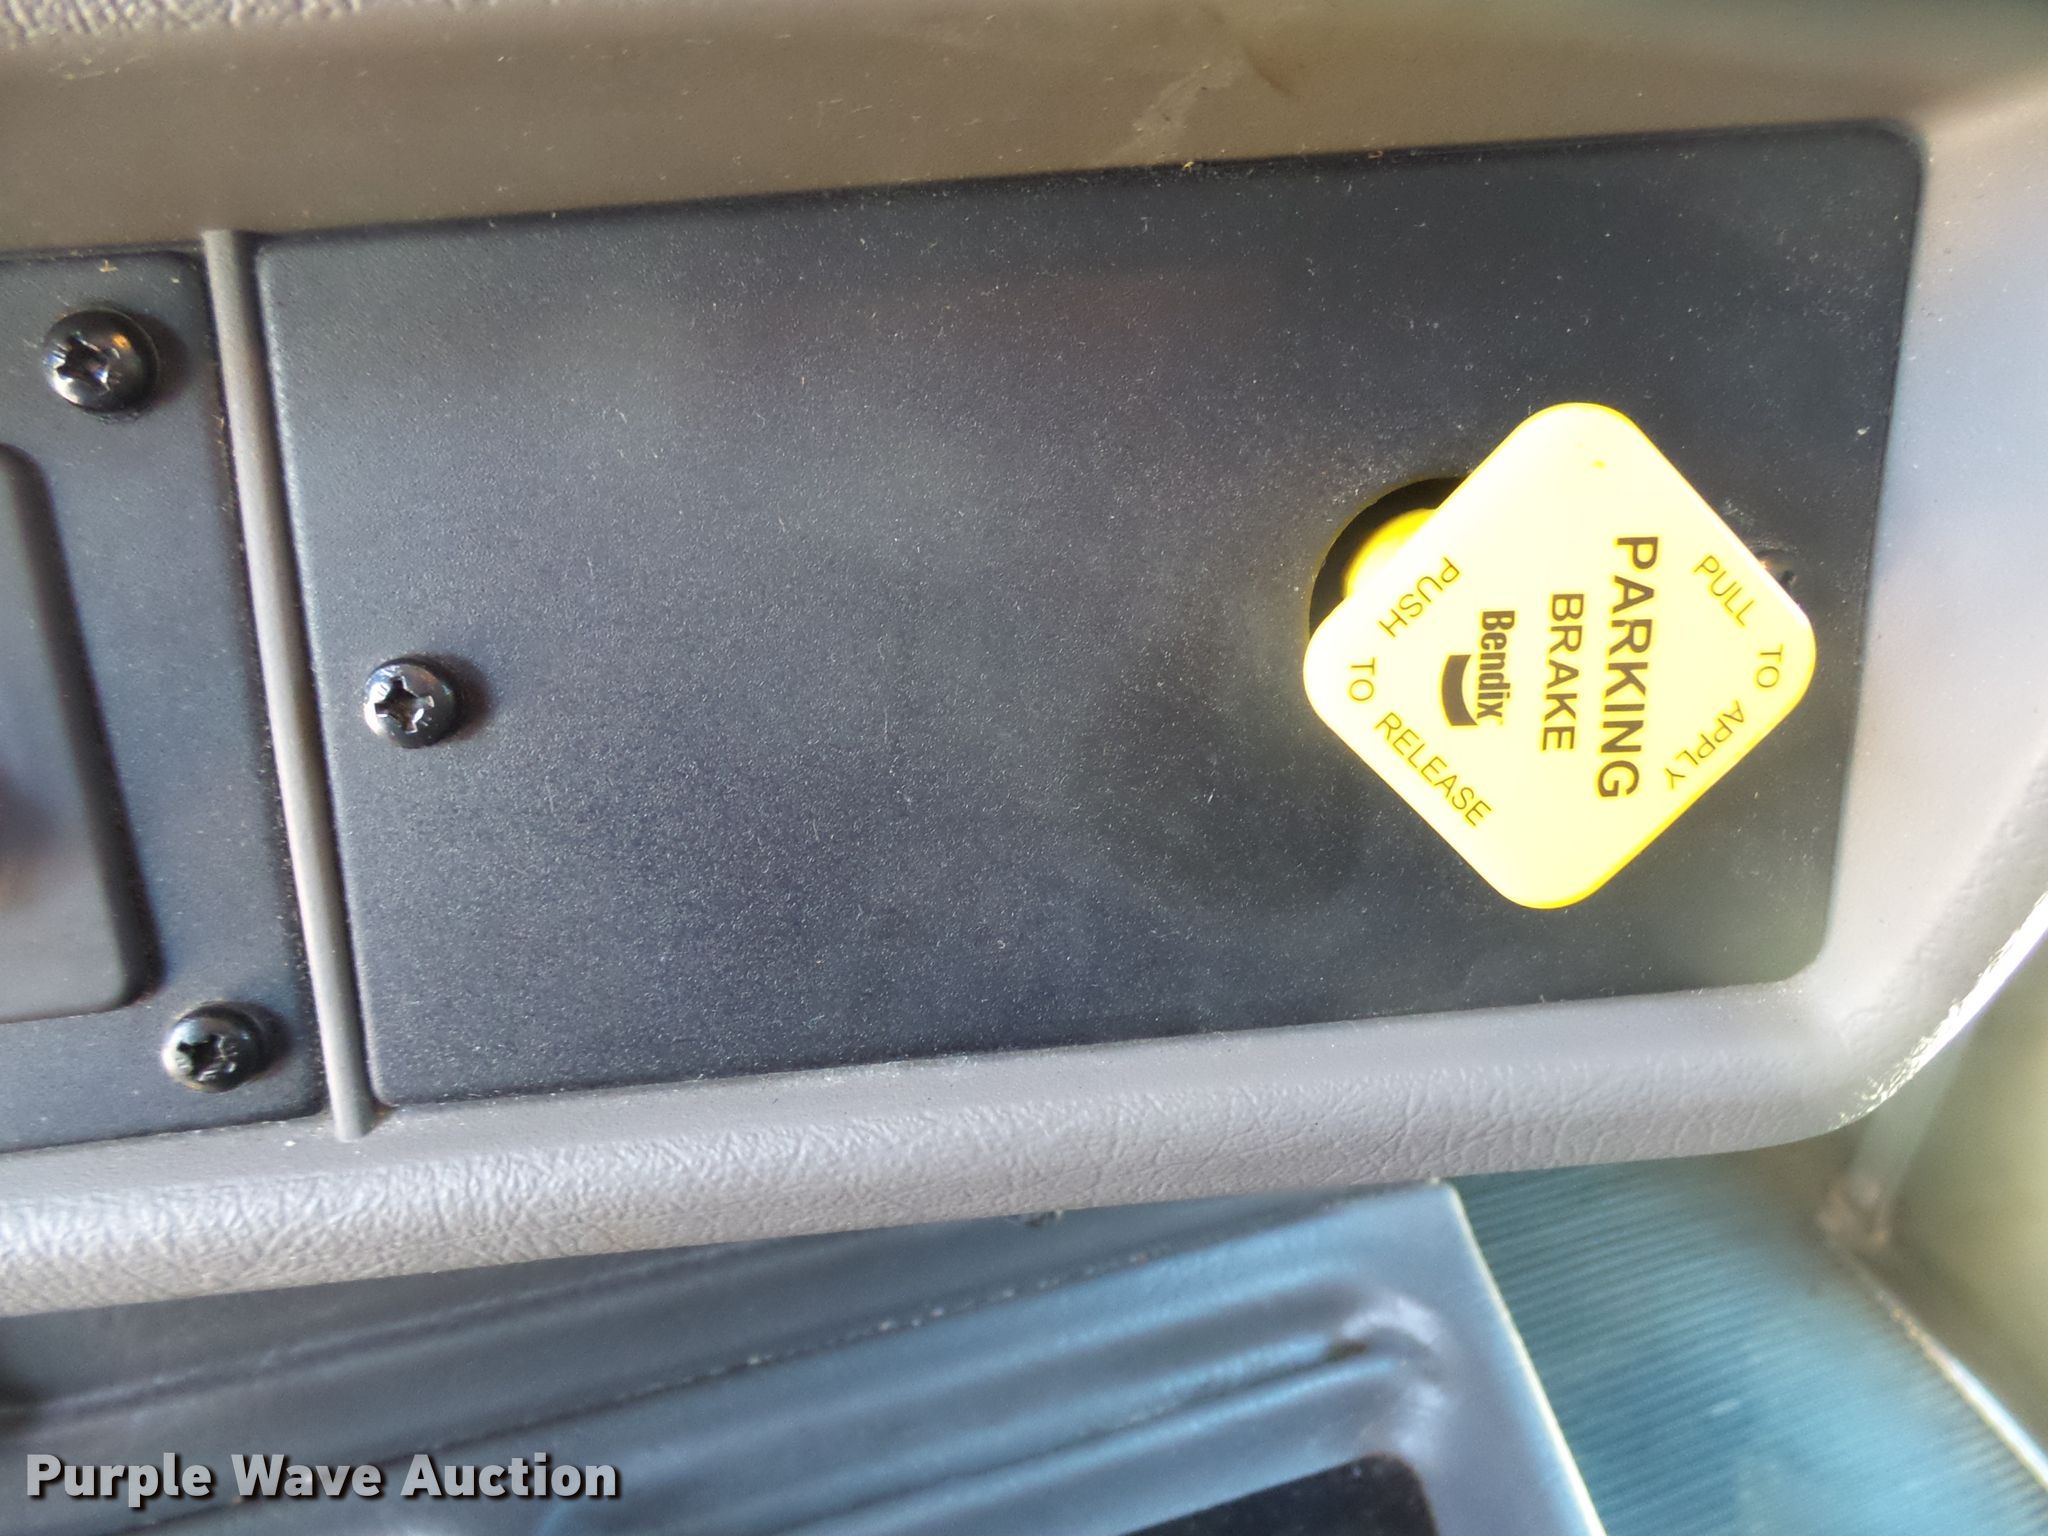 PULL TO APPLY
PARKING
BRAKE
Bendix
PUSH TO RELEASE
Purple Wave Auction